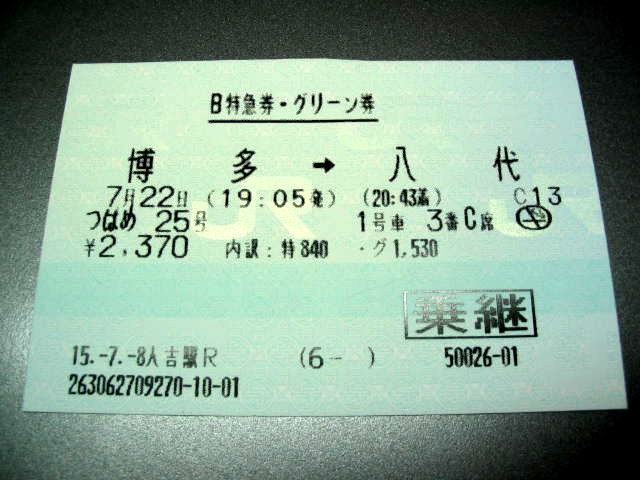 B特急券・グリーン券
博多 → 八代
7月22日 (19:05発) (20:43着) C13
つばめ 25号 1号車 3番C席
¥2,370 内訳:特840 ・グ1,530
乗継
15.-7.-8人吉駅R (6- ) 50026-01
263062709270-10-01
JR